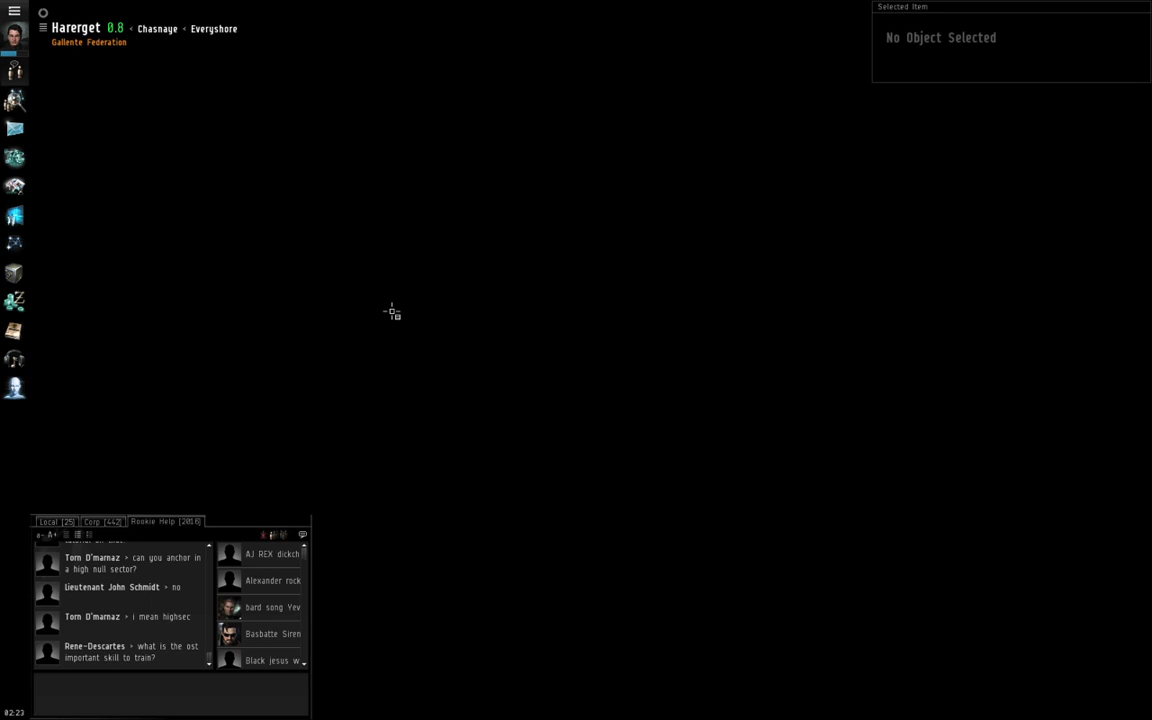 Harerget 0.8 < Chasnaye < Everyshore
Gallente Federation
Selected Item
No Object Selected
Local [25]
Corp [442]
Rookie Help [2016]
Torn D'marnaz > can you anchor in
a high null sector?
Lieutenant John Schmidt > no
Torn D'marnaz > i mean highsec
Rene-Descartes > what is the ost
important skill to train?
AJ REX dickch
Alexander rock
bard song Yev
Basbatte Siren
Black jesus w
02:23